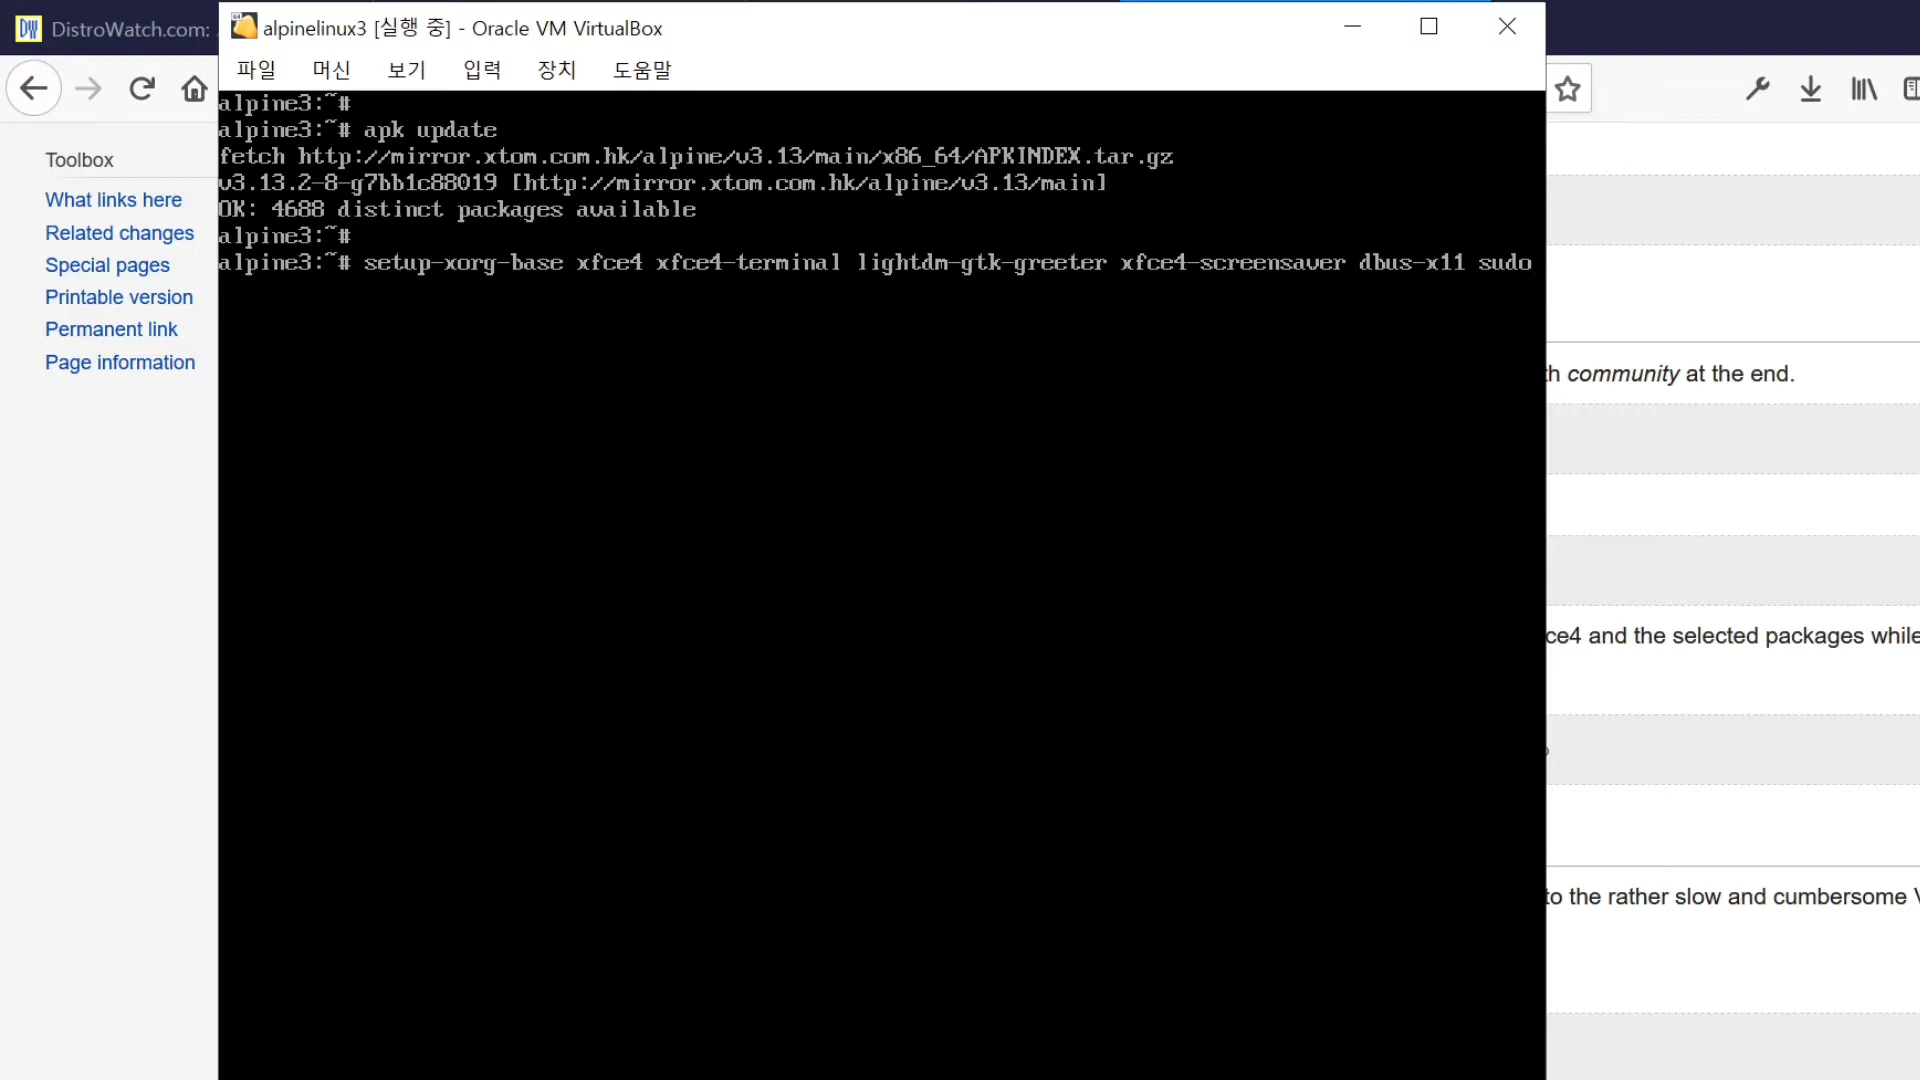 DistroWatch.com:
alpinelinux3 [실행 중] - Oracle VM VirtualBox
파일 머신 보기 입력 장치 도움말
alpine3:~#
alpine3:~# apk update
fetch http://mirror.xtom.com.hk/alpine/v3.13/main/x86_64/APKINDEX.tar.gz
v3.13.2-8-g7bb1c88019 [http://mirror.xtom.com.hk/alpine/v3.13/main]
OK: 4688 distinct packages available
alpine3:~#
alpine3:~# setup-xorg-base xfce4 xfce4-terminal lightdm-gtk-greeter xfce4-screensaver dbus-x11 sudo
Toolbox
What links here
Related changes
Special pages
Printable version
Permanent link
Page information
th community at the end.
ce4 and the selected packages while
to the rather slow and cumbersome